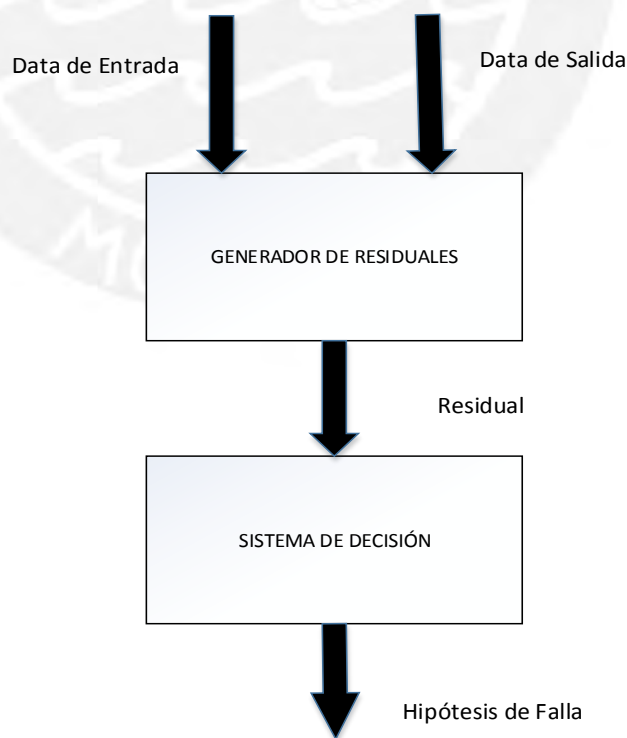 Data de Entrada
Data de Salida
GENERADOR DE RESIDUALES
Residual
SISTEMA DE DECISIÓN
Hipótesis de Falla